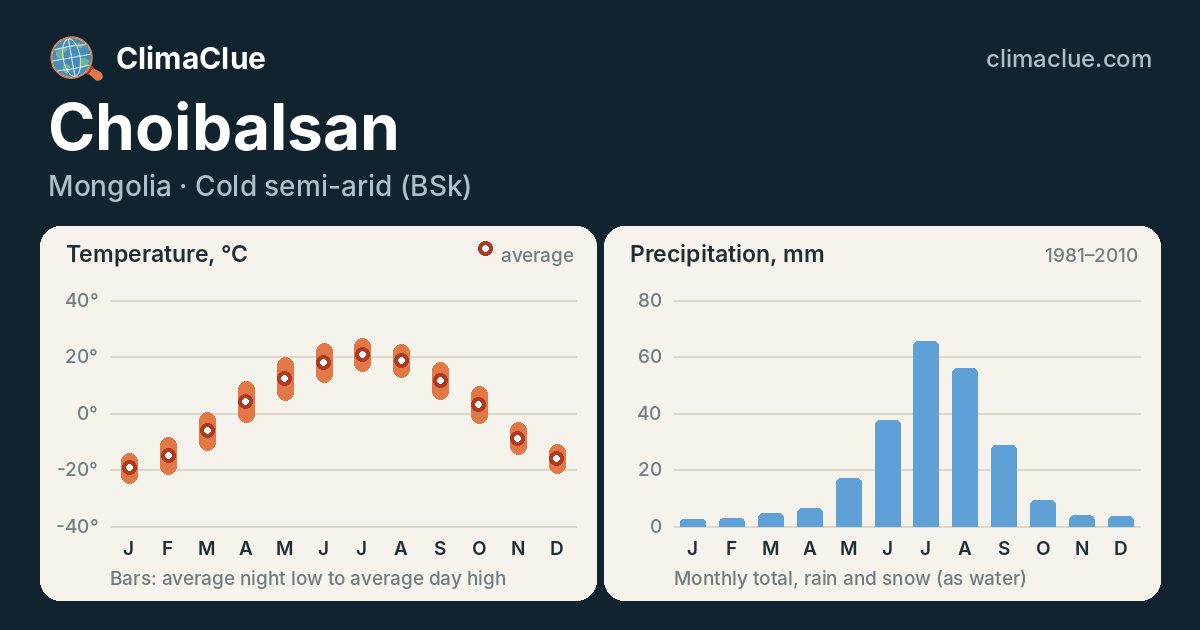 ClimaClue
climaclue.com
Choibalsan
Mongolia · Cold semi-arid (BSk)
Temperature, °C
average
40°
20°
0°
-20°
-40°
J F M A M J J A S O N D
Bars: average night low to average day high
Precipitation, mm
1981–2010
80
60
40
20
0
J F M A M J J A S O N D
Monthly total, rain and snow (as water)